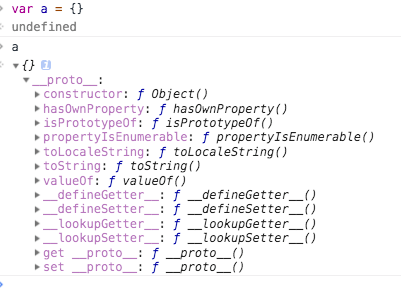 > var a = {}
< undefined
> a
< ▼ {} i
▼ __proto__:
▶ constructor: ƒ Object()
▶ hasOwnProperty: ƒ hasOwnProperty()
▶ isPrototypeOf: ƒ isPrototypeOf()
▶ propertyIsEnumerable: ƒ propertyIsEnumerable()
▶ toLocaleString: ƒ toLocaleString()
▶ toString: ƒ toString()
▶ valueOf: ƒ valueOf()
▶ __defineGetter__: ƒ __defineGetter__()
▶ __defineSetter__: ƒ __defineSetter__()
▶ __lookupGetter__: ƒ __lookupGetter__()
▶ __lookupSetter__: ƒ __lookupSetter__()
▶ get __proto__: ƒ __proto__()
▶ set __proto__: ƒ __proto__()
>